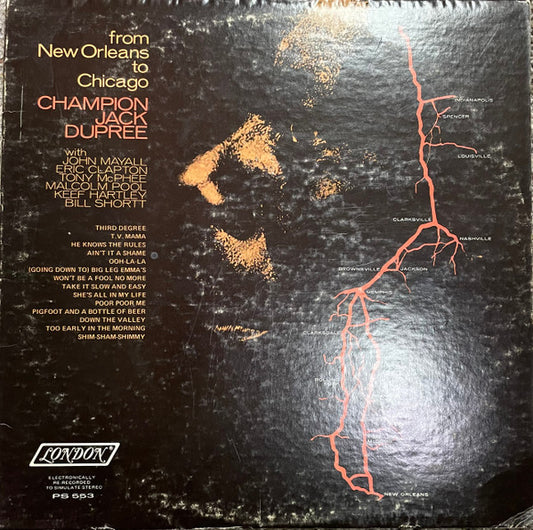 from
New Orleans
to
Chicago
CHAMPION
JACK
DUPREE
with
JOHN MAYALL
ERIC CLAPTON
TONY McPHEE
MALCOLM POOL
KEEF HARTLEY
BILL SHORTT
THIRD DEGREE
T.V. MAMA
HE KNOWS THE RULES
AIN'T IT A SHAME
OOH-LA-LA
(GOING DOWN TO) BIG LEG EMMA'S
WON'T BE A FOOL NO MORE
TAKE IT SLOW AND EASY
SHE'S ALL IN MY LIFE
POOR POOR ME
PIGFOOT AND A BOTTLE OF BEER
DOWN THE VALLEY
TOO EARLY IN THE MORNING
SHIM-SHAM-SHIMMY
INDIANAPOLIS
SPENCER
LOUISVILLE
CLARKSVILLE
NASHVILLE
BROWNSVILLE
JACKSON
MEMPHIS
NEW ORLEANS
LONDON
ELECTRONICALLY
RE-RECORDED
TO SIMULATE STEREO
PS 553